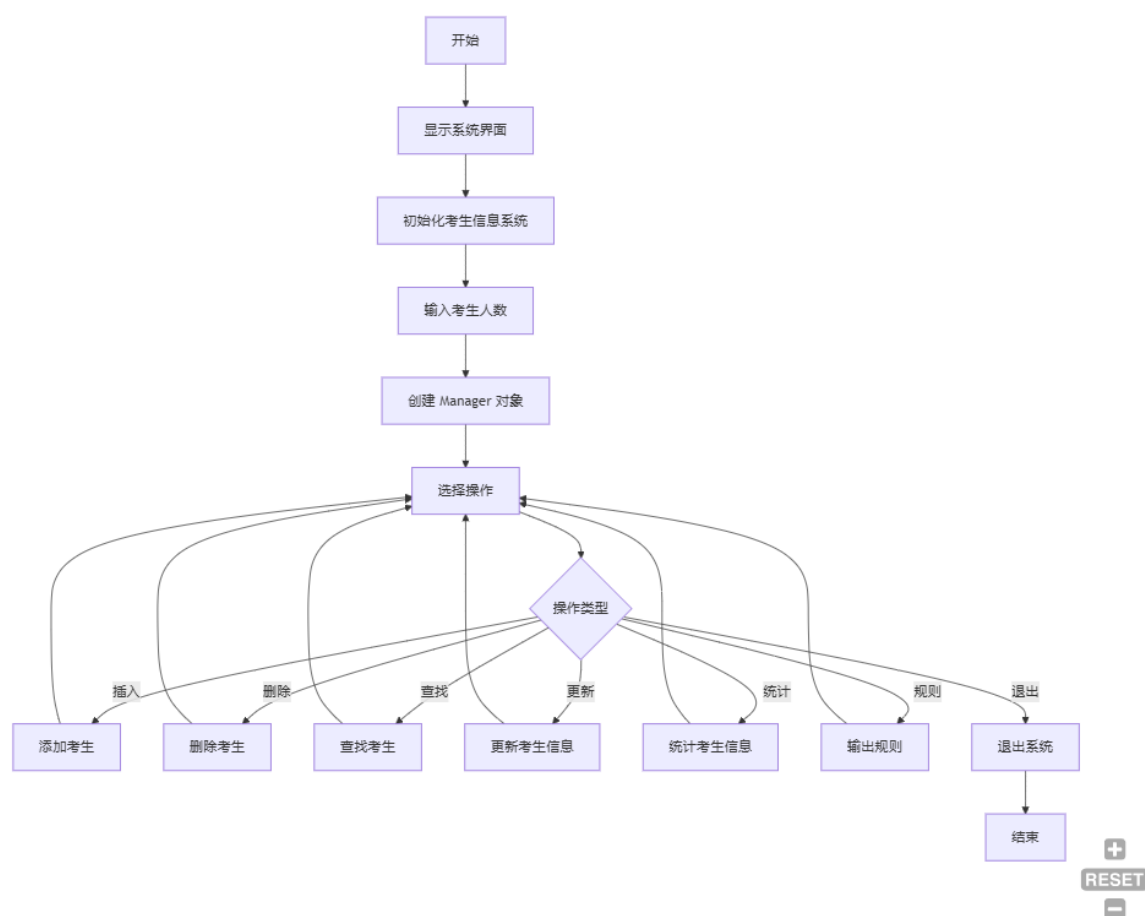 开始
显示系统界面
初始化考生信息系统
输入考生人数
创建 Manager 对象
选择操作
操作类型
插入
删除
查找
更新
统计
规则
退出
添加考生
删除考生
查找考生
更新考生信息
统计考生信息
输出规则
退出系统
结束
RESET